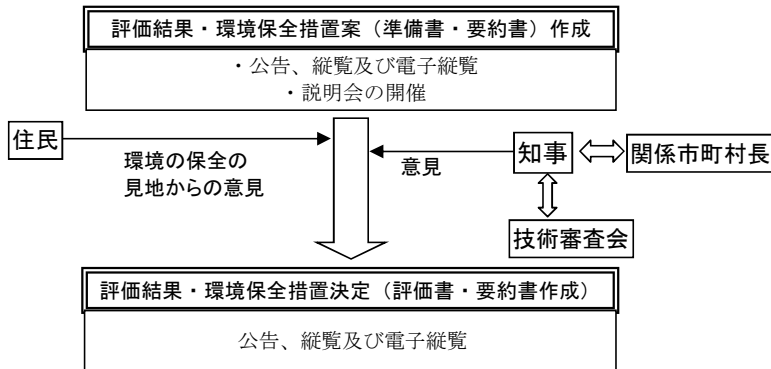 評価結果・環境保全措置案（準備書・要約書）作成
・公告、縦覧及び電子縦覧
・説明会の開催
住民
環境の保全の
見地からの意見
意見
知事
関係市町村長
技術審査会
評価結果・環境保全措置決定（評価書・要約書作成）
公告、縦覧及び電子縦覧